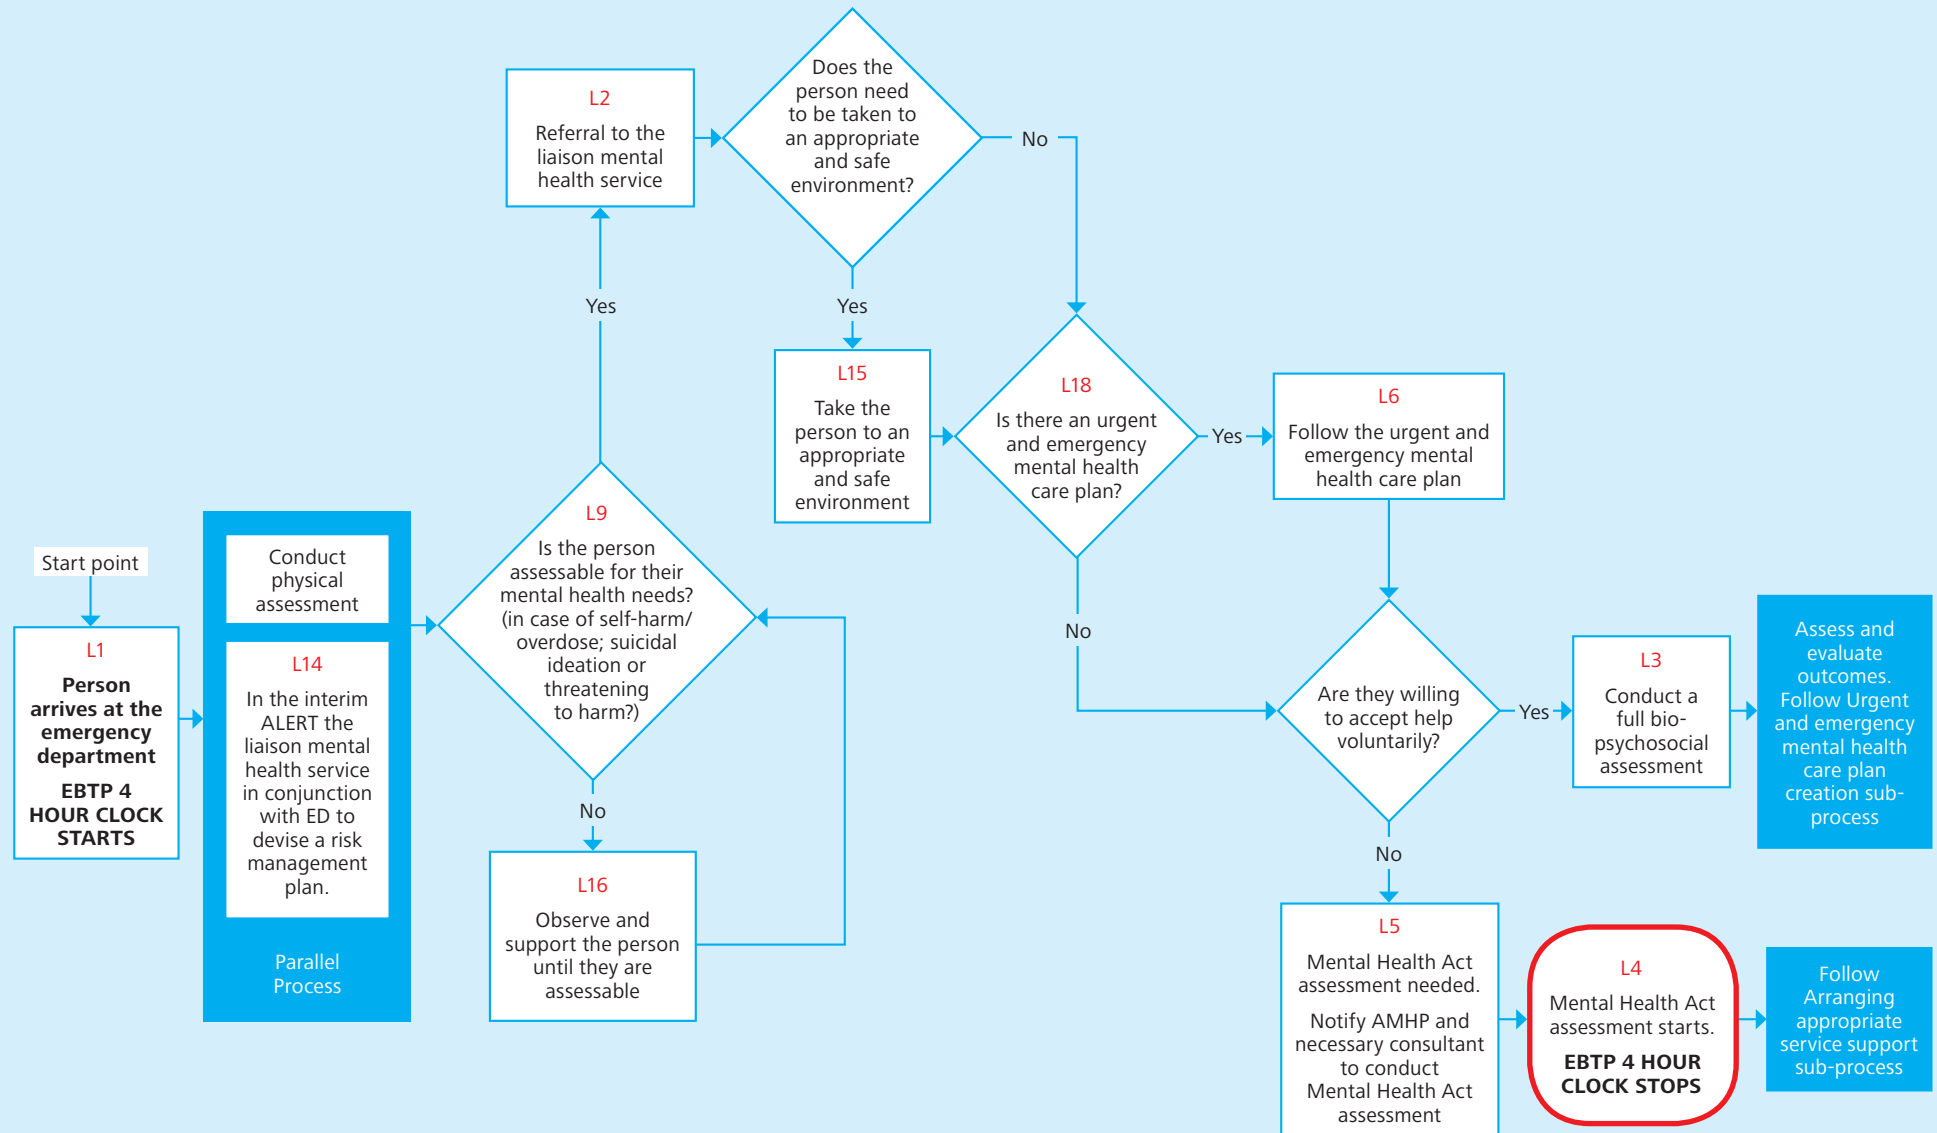 Start point
L1
Person
arrives at the
emergency
department
EBTP 4
HOUR CLOCK
STARTS
Conduct
physical
assessment
L14
In the interim
ALERT the
liaison mental
health service
in conjunction
with ED to
devise a risk
management
plan.
Parallel
Process
L9
Is the person
assessable for their
mental health needs?
(in case of self-harm/
overdose; suicidal
ideation or
threatening
to harm?)
No
L16
Observe and
support the person
until they are
assessable
Yes
L2
Referral to the
liaison mental
health service
Does the
person need
to be taken to
an appropriate
and safe
environment?
No
Yes
L15
Take the
person to an
appropriate
and safe
environment
L18
Is there an urgent
and emergency
mental health
care plan?
Yes
No
L6
Follow the urgent and
emergency mental
health care plan
Are they willing
to accept help
voluntarily?
Yes
No
L3
Conduct a
full bio-
psychosocial
assessment
Assess and
evaluate
outcomes.
Follow Urgent
and emergency
mental health
care plan
creation sub-
process
L5
Mental Health Act
assessment needed.
Notify AMHP and
necessary consultant
to conduct
Mental Health Act
assessment
L4
Mental Health Act
assessment starts.
EBTP 4 HOUR
CLOCK STOPS
Follow
Arranging
appropriate
service support
sub-process